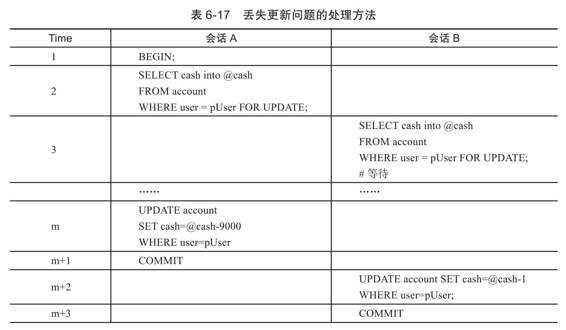 表 6-17 丢失更新问题的处理方法
Time 会话 A 会话 B
1 BEGIN;
2 SELECT cash into @cash
FROM account
WHERE user = pUser FOR UPDATE;
3 SELECT cash into @cash
FROM account
WHERE user = pUser FOR UPDATE;
# 等待
…… ……
m UPDATE account
SET cash=@cash-9000
WHERE user=pUser
m+1 COMMIT
m+2 UPDATE account SET cash=@cash-1
WHERE user=pUser;
m+3 COMMIT